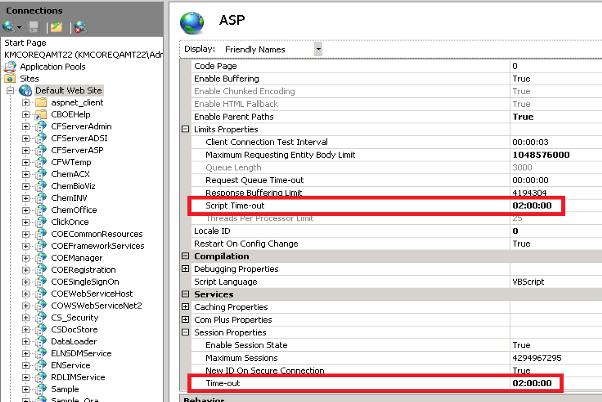 Connections
Start Page
KMCOREQAMT22 (KMCOREQAMT22\Adm
Application Pools
Sites
Default Web Site
aspnet_client
CBOEHelp
CFServerAdmin
CFServerADSI
CFServerASP
CFWTemp
ChemACX
ChemBioViz
ChemINV
ChemOffice
ClickOnce
COECommonResources
COEFrameworkServices
COEManager
COERegistration
COESingleSignOn
COEWebServiceHost
COWSWebServiceNet2
CS_Security
CSDocStore
DataLoader
ELNSDMService
ENService
RDLIMService
Sample
Sample_Ora
ASP
Display: Friendly Names
Code Page 0
Enable Buffering True
Enable Chunked Encoding True
Enable HTML Fallback True
Enable Parent Paths True
Limits Properties
Client Connection Test Interval 00:00:03
Maximum Requesting Entity Body Limit 1048576000
Queue Length 3000
Request Queue Time-out 00:00:00
Response Buffering Limit 4194304
Script Time-out 02:00:00
Threads Per Processor Limit 25
Locale ID 0
Restart On Config Change True
Compilation
Debugging Properties
Script Language VBScript
Services
Caching Properties
Com Plus Properties
Session Properties
Enable Session State True
Maximum Sessions 4294967295
New ID On Secure Connection True
Time-out 02:00:00
Behavior